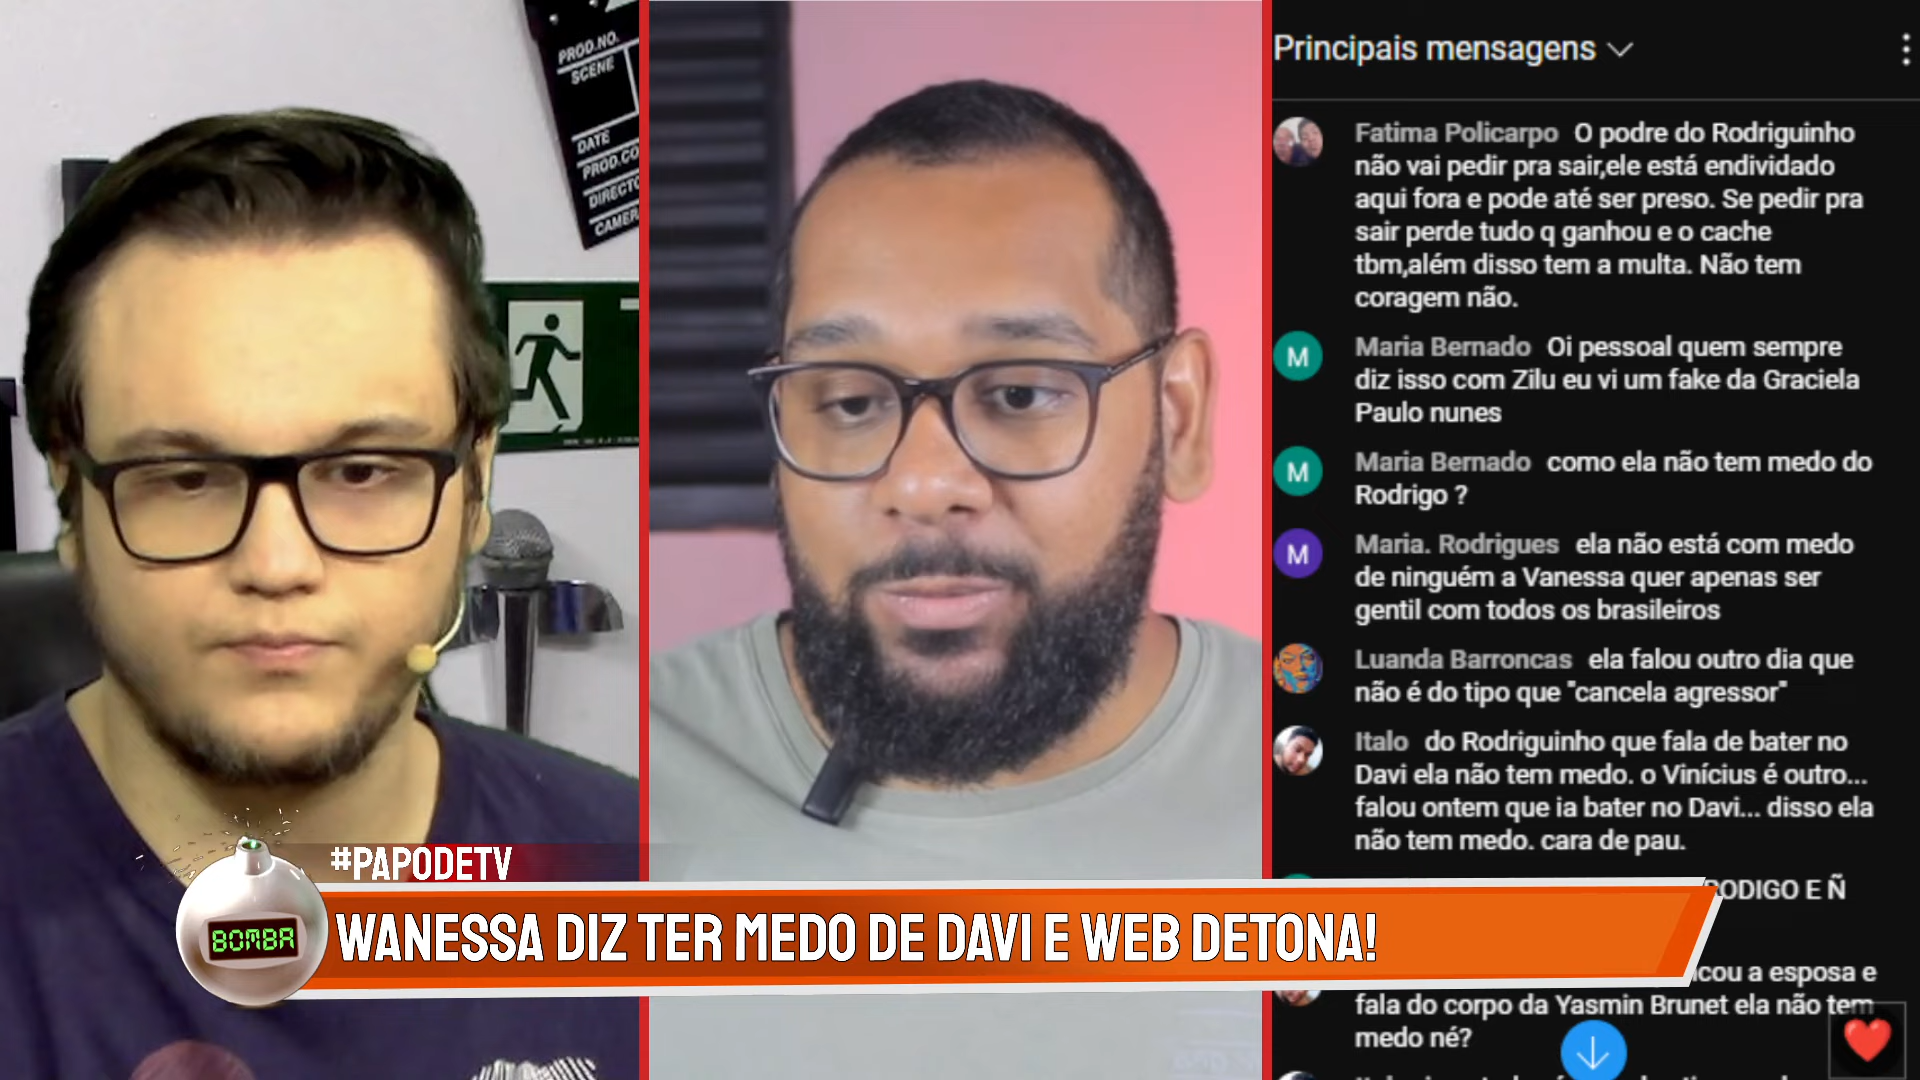 PROD.NO.
SCENE
DATE
PROD.CO
DIRECTO
CAMER
#PAPODETV
BOMBA
WANESSA DIZ TER MEDO DE DAVI E WEB DETONA!
Principais mensagens
Fatima Policarpo O podre do Rodriguinho
não vai pedir pra sair,ele está endividado
aqui fora e pode até ser preso. Se pedir pra
sair perde tudo q ganhou e o cache
tbm,além disso tem a multa. Não tem
coragem não.
M
Maria Bernado Oi pessoal quem sempre
diz isso com Zilu eu vi um fake da Graciela
Paulo nunes
M
Maria Bernado como ela não tem medo do
Rodrigo ?
M
Maria. Rodrigues ela não está com medo
de ninguém a Vanessa quer apenas ser
gentil com todos os brasileiros
Luanda Barroncas ela falou outro dia que
não é do tipo que "cancela agressor"
Italo do Rodriguinho que fala de bater no
Davi ela não tem medo. o Vinícius é outro...
falou ontem que ia bater no Davi... disso ela
não tem medo. cara de pau.
RODIGO E Ñ
icou a esposa e
fala do corpo da Yasmin Brunet ela não tem
medo né?